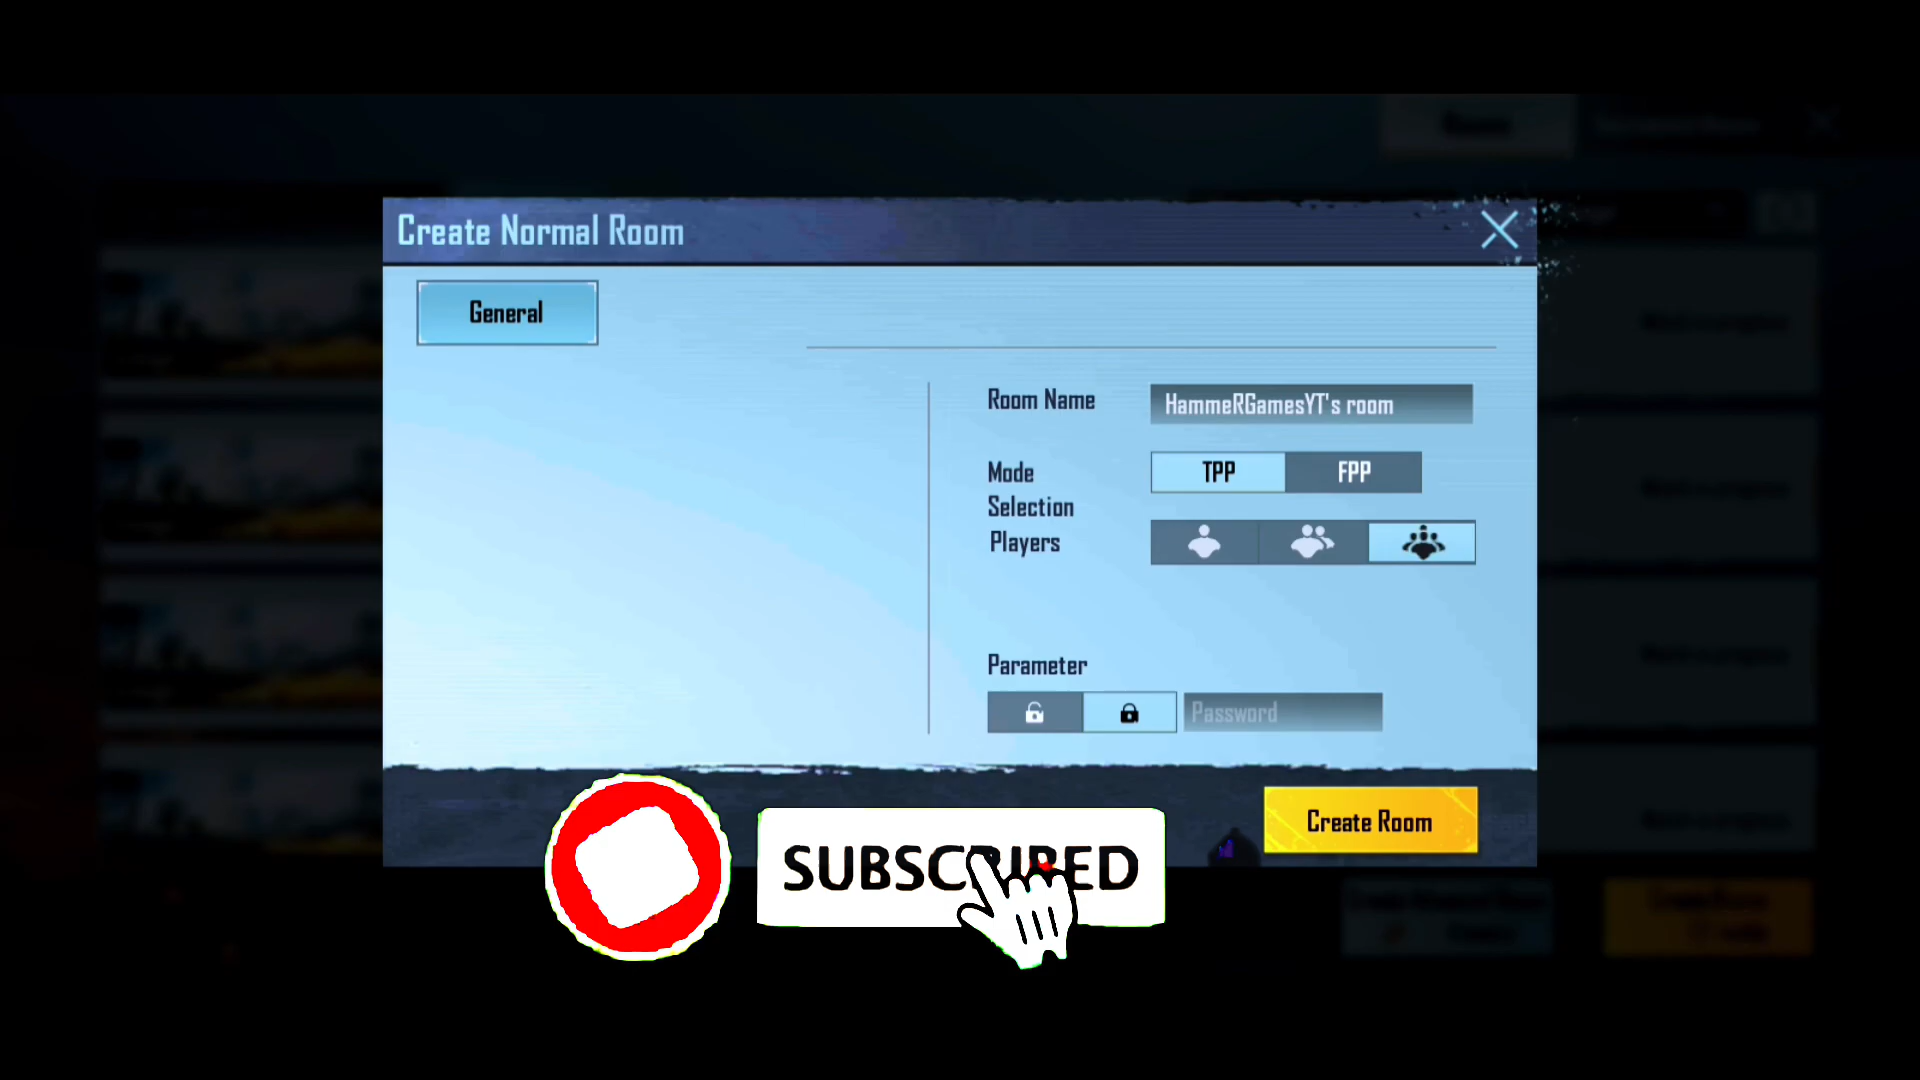 Create Normal Room
General
Room Name
HammeRGamesYT's room
Mode
Selection
TPP
FPP
Players
Parameter
Password
Create Room
SUBSCRIBED